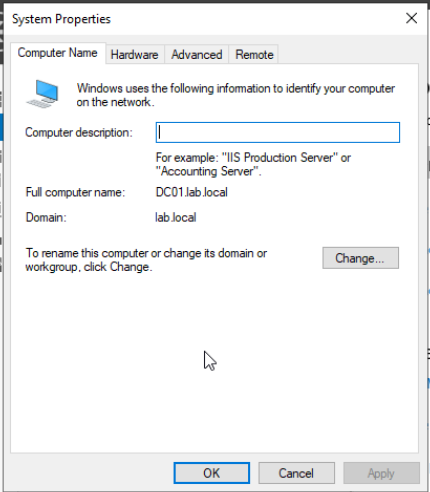 System Properties
Computer Name Hardware Advanced Remote
Windows uses the following information to identify your computer
on the network.
Computer description:
For example: "IIS Production Server" or
"Accounting Server".
Full computer name: DC01.lab.local
Domain: lab.local
To rename this computer or change its domain or
workgroup, click Change.
Change...
OK Cancel Apply